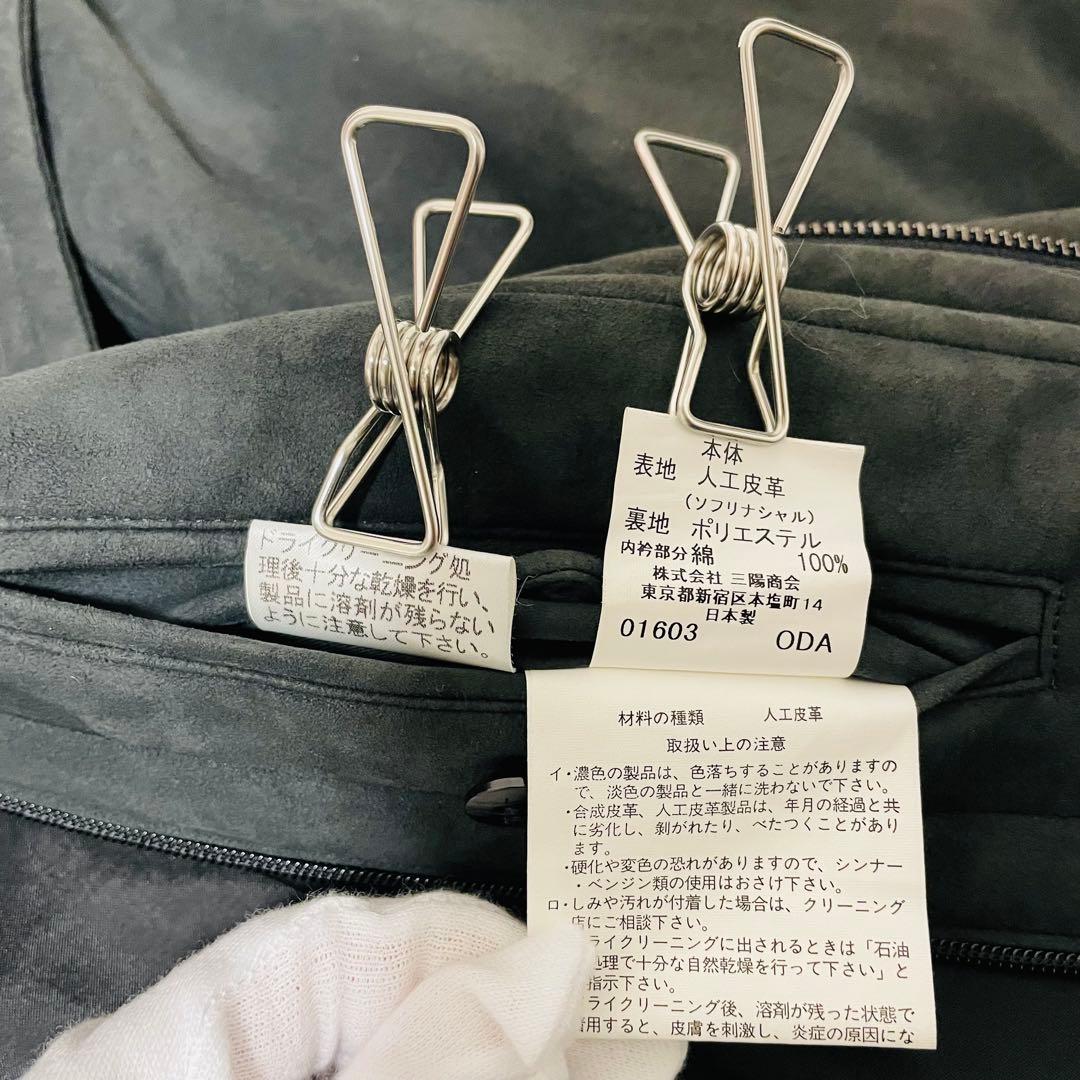 ドライクリーニング処
理後十分な乾燥を行い、
製品に溶剤が残らない
ように注意して下さい。
本体
表地 人工皮革
(ソフリナシャル)
裏地 ポリエステル
内衿部分 綿 100%
株式会社 三陽商会
東京都新宿区本塩町14
日本製
01603 ODA
材料の種類 人工皮革
取扱い上の注意
イ・濃色の製品は、色落ちすることがありますの
で、淡色の製品と一緒に洗わないで下さい。
・合成皮革、人工皮革製品は、年月の経過と共
に劣化し、剥がれたり、べたつくことがあり
ます。
・硬化や変色の恐れがありますので、シンナー
・ベンジン類の使用はおさけ下さい。
ロ・しみや汚れが付着した場合は、クリーニング
店にご相談下さい。
ライクリーニングに出されるときは「石油
処理で十分な自然乾燥を行って下さい」と
指示下さい。
ライクリーニング後、溶剤が残った状態で
着用すると、皮膚を刺激し、炎症の原因にな